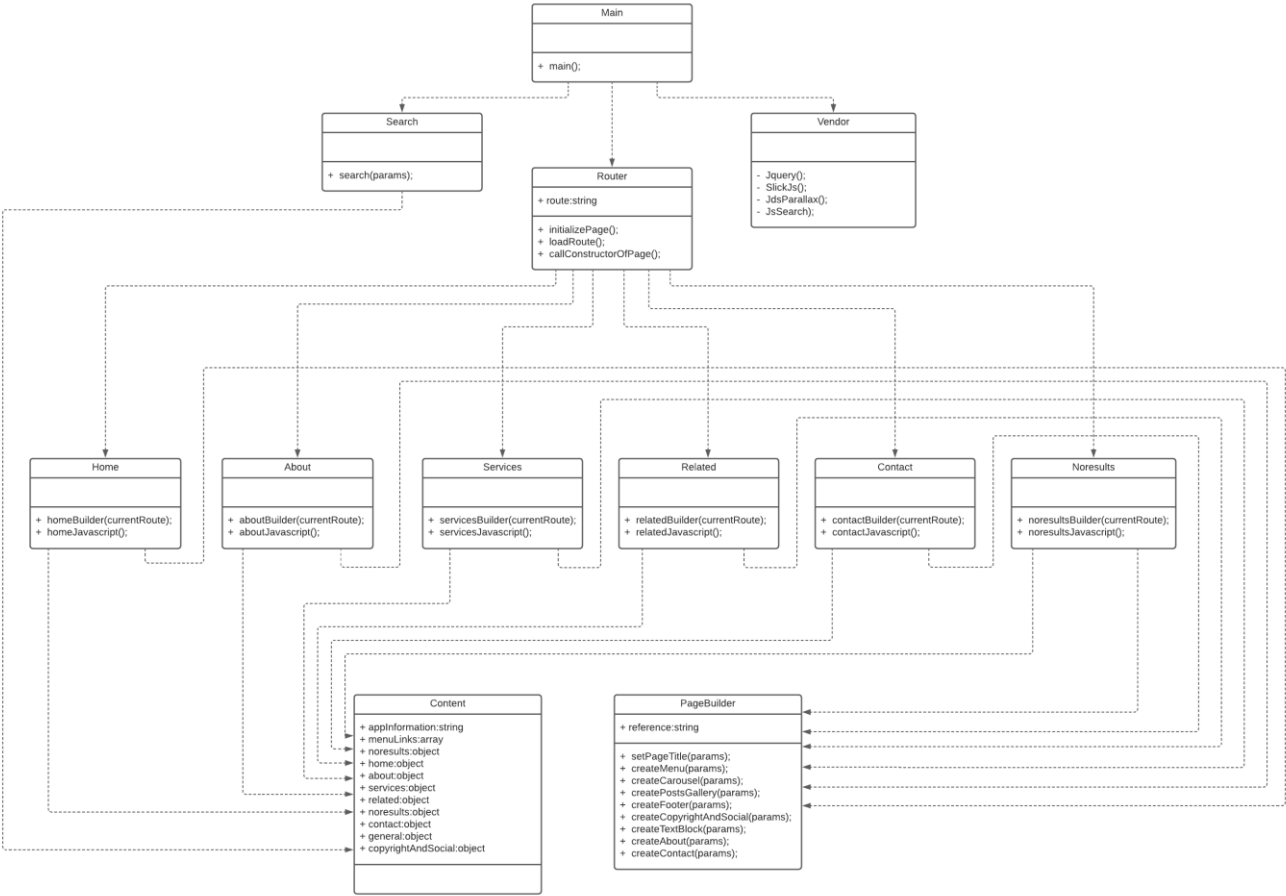 Main
+ main();
Search
+ search(params);
Vendor
- Jquery();
- SlickJs();
- JdsParallax();
- JsSearch);
Router
+ route:string
+ initializePage();
+ loadRoute();
+ callConstructorOfPage();
Home
+ homeBuilder(currentRoute);
+ homeJavascript();
About
+ aboutBuilder(currentRoute);
+ aboutJavascript();
Services
+ servicesBuilder(currentRoute);
+ servicesJavascript();
Related
+ relatedBuilder(currentRoute);
+ relatedJavascript();
Contact
+ contactBuilder(currentRoute);
+ contactJavascript();
Noresults
+ noresultsBuilder(currentRoute);
+ noresultsJavascript();
Content
+ appInformation:string
+ menuLinks:array
+ noresults:object
+ home:object
+ about:object
+ services:object
+ related:object
+ noresults:object
+ contact:object
+ general:object
+ copyrightAndSocial:object
PageBuilder
+ reference:string
+ setPageTitle(params);
+ createMenu(params);
+ createCarousel(params);
+ createPostsGallery(params);
+ createFooter(params);
+ createCopyrightAndSocial(params);
+ createTextBlock(params);
+ createAbout(params);
+ createContact(params);